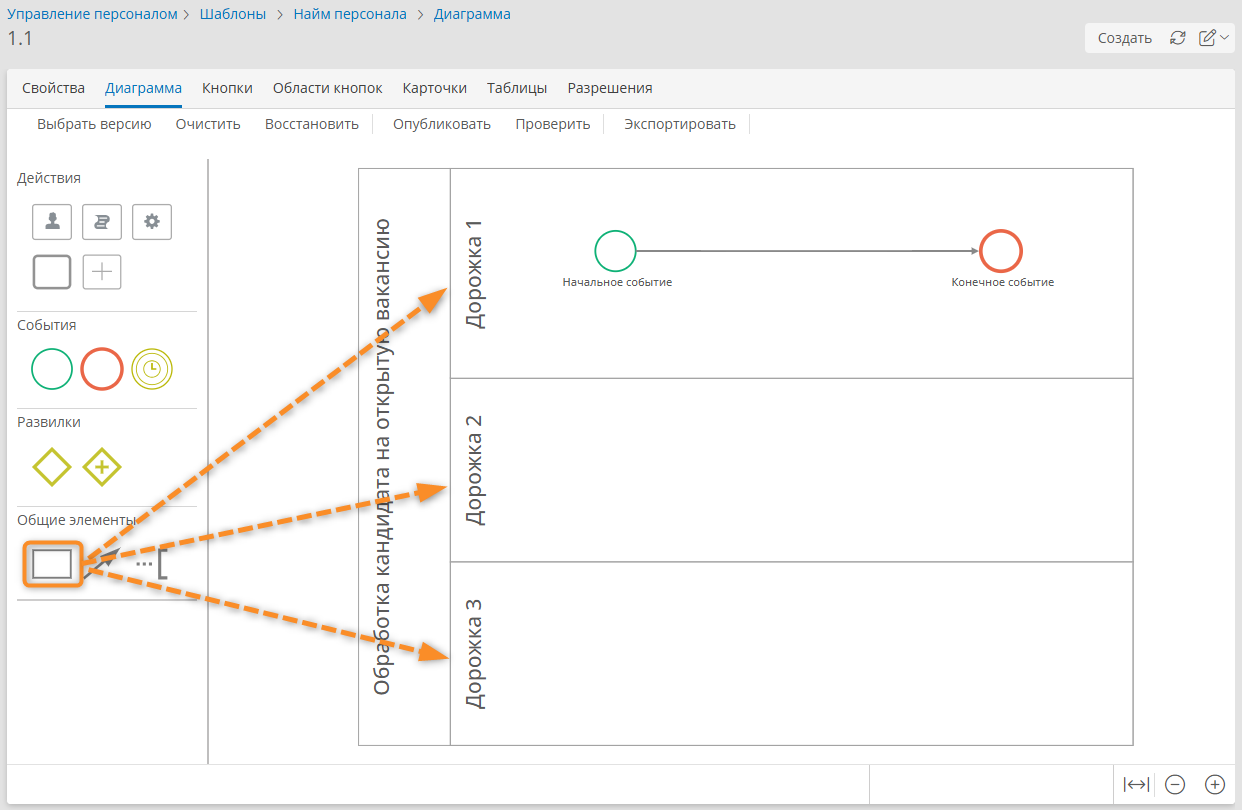 Управление персоналом > Шаблоны > Найм персонала > Диаграмма
1.1
Создать
Свойства Диаграмма Кнопки Области кнопок Карточки Таблицы Разрешения
Выбрать версию Очистить Восстановить Опубликовать Проверить Экспортировать
Действия
События
Развилки
Общие элементы
Обработка кандидата на открытую вакансию
Дорожка 1
Начальное событие
Конечное событие
Дорожка 2
Дорожка 3